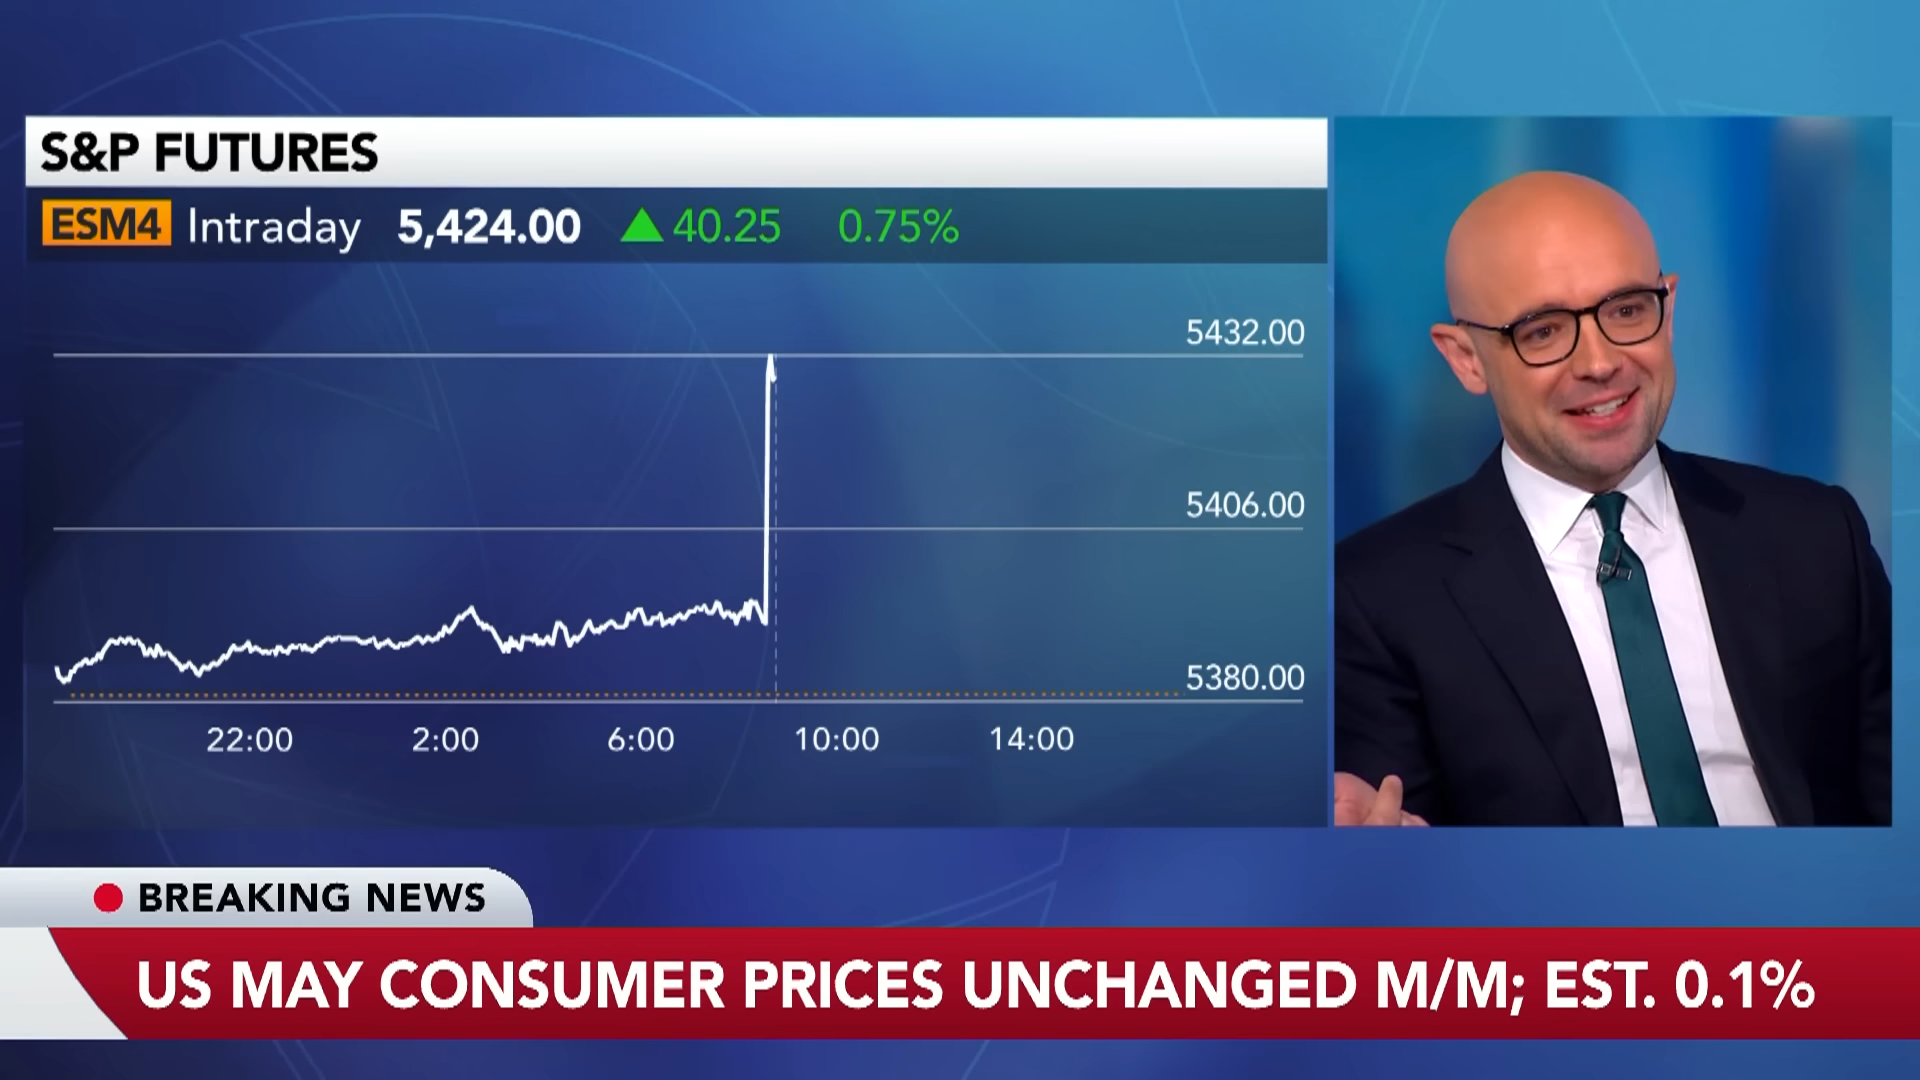 S&P FUTURES
ESM4 Intraday 5,424.00 ▲ 40.25 0.75%
5432.00
5406.00
5380.00
22:00 2:00 6:00 10:00 14:00
BREAKING NEWS
US MAY CONSUMER PRICES UNCHANGED M/M; EST. 0.1%